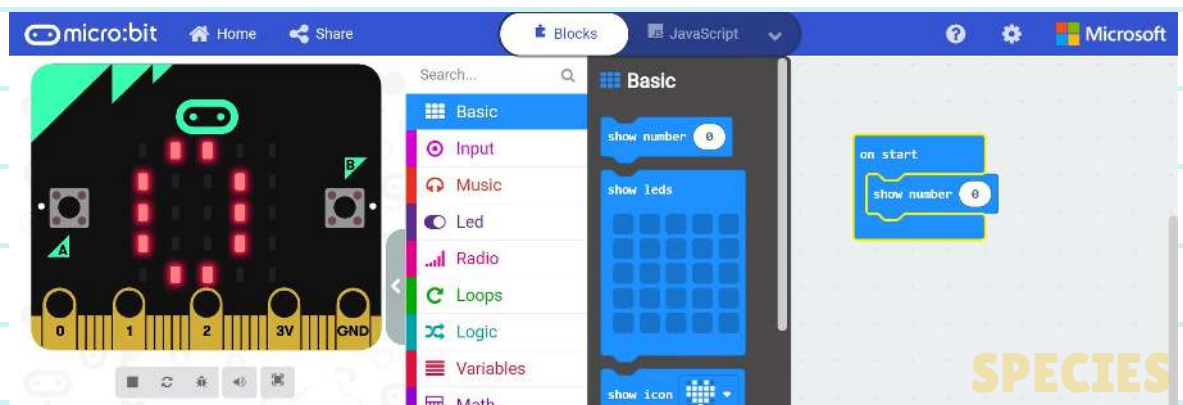 micro:bit Home Share Blocks JavaScript Microsoft
Search...
Basic
Input
Music
Led
Radio
Loops
Logic
Variables
Math
Basic
show number 0
show leds
show icon
on start
show number 0
A
B
0 1 2 3V GND
SPECIES